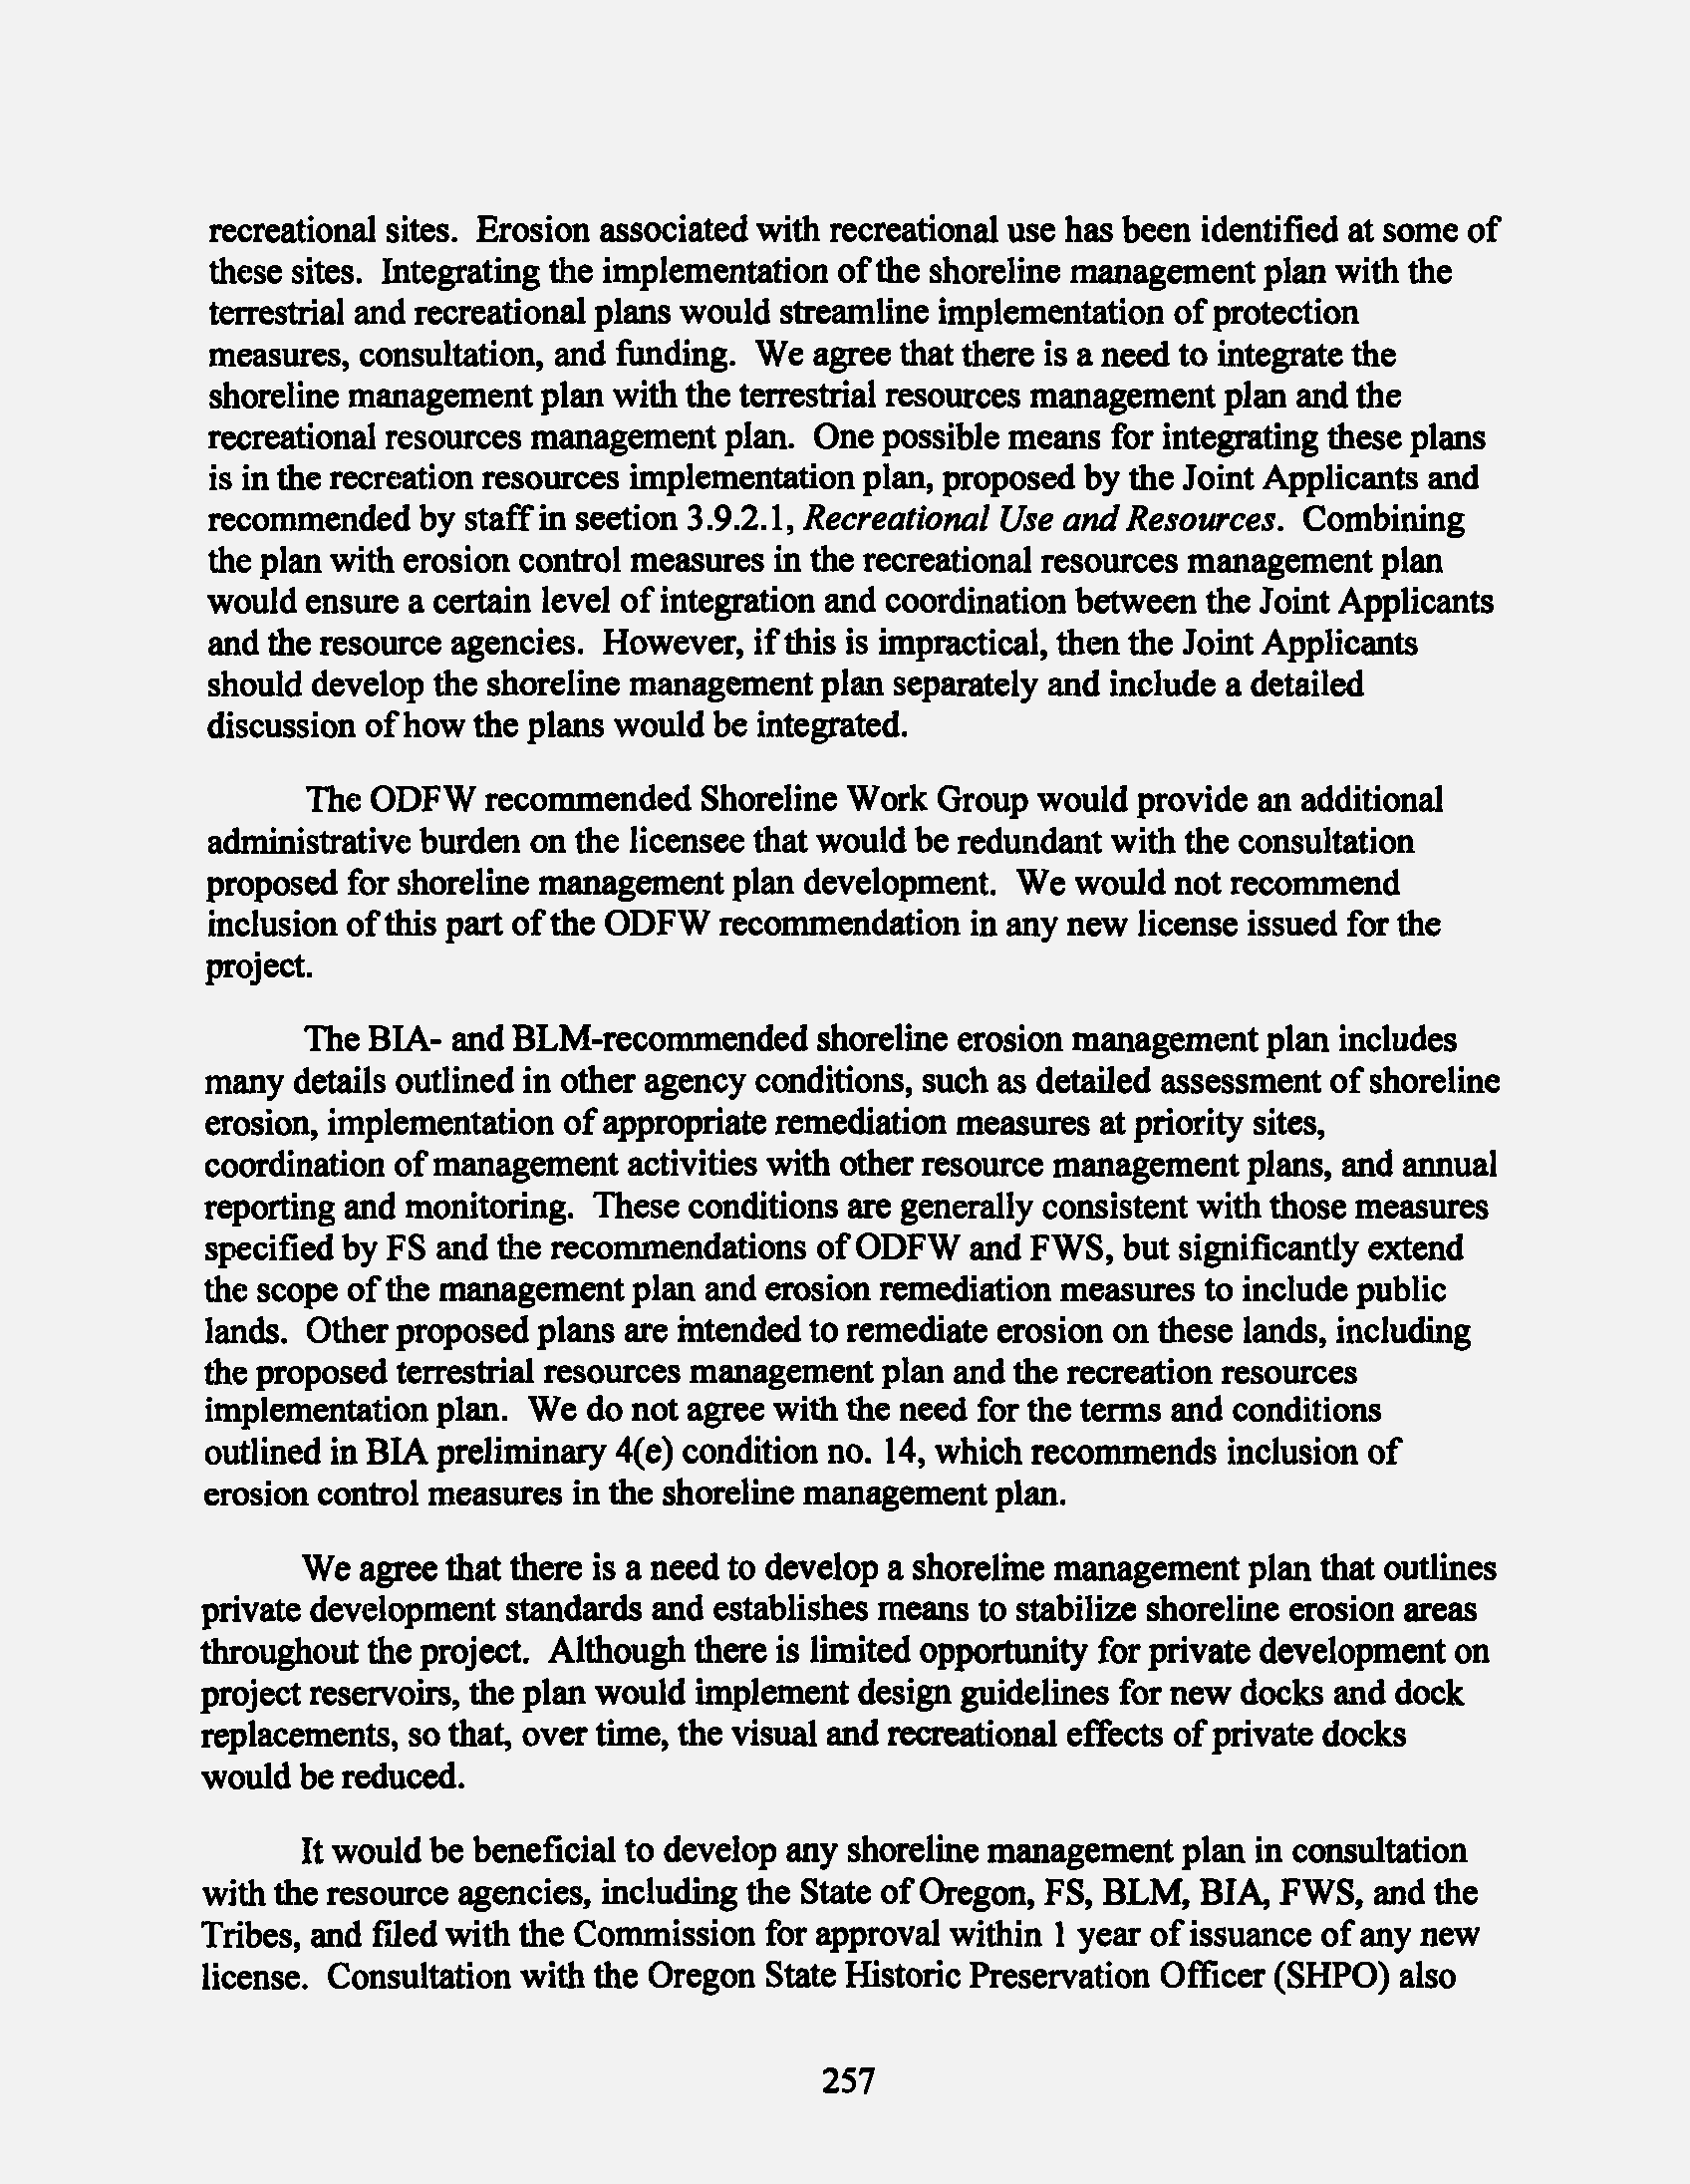 recreational sites. Erosion associated with recreational use has been identified at some of
these sites. Integrating the implementation of the shoreline management plan with the
terrestrial and recreational plans would streamline implementation of protection
measures, consultation, and funding. We agree that there is a need to integrate the
shoreline management plan with the terrestrial resources management plan and the
recreational resources management plan. One possible means for integrating these plans
is in the recreation resources implementation plan, proposed by the Joint Applicants and
recommended by staff in seetion 3.9.2.1, Recreational Use and Resources. Combining
the plan with erosion control measures in the recreational resources management plan
would ensure a certain level of integration and coordination between the Joint Applicants
and the resource agencies. However, if this is impractical, then the Joint Applicants
should develop the shoreline management plan separately and include a detailed
discussion of how the plans would be integrated.
The ODFW recommended Shoreline Work Group would provide an additional
administrative burden on the licensee that would be redundant with the consultation
proposed for shoreline management plan development. We would not recommend
inclusion of this part of the ODFW recommendation in any new license issued for the
project.
The BIA- and BLM-recommended shoreline erosion management plan includes
many details outlined in other agency conditions, such as detailed assessment of shoreline
erosion, implementation of appropriate remediation measures at priority sites,
coordination of management activities with other resource management plans, and annual
reporting and monitoring. These conditions are generally consistent with those measures
specified by FS and the recommendations of ODFW and FWS, but significantly extend
the scope of the management plan and erosion remediation measures to include public
lands. Other proposed plans are intended to remediate erosion on these lands, including
the proposed terrestrial resources management plan and the recreation resources
implementation plan. We do not agree with the need for the terms and conditions
outlined in BIA preliminary 4(e) condition no. 14, which recommends inclusion of
erosion control measures in the shoreline management plan.
We agree that there is a need to develop a shoreline management plan that outlines
private development standards and establishes means to stabilize shoreline erosion areas
throughout the project. Although there is limited opportunity for private development on
project reservoirs, the plan would implement design guidelines for new docks and dock
replacements, so that, over time, the visual and recreational effects of private docks
would be reduced.
It would be beneficial to develop any shoreline management plan in consultation
with the resource agencies, including the State of Oregon, FS, BLM, BIA, FWS, and the
Tribes, and filed with the Commission for approval within 1 year of issuance of any new
license. Consultation with the Oregon State Historic Preservation Officer (SHPO) also
257